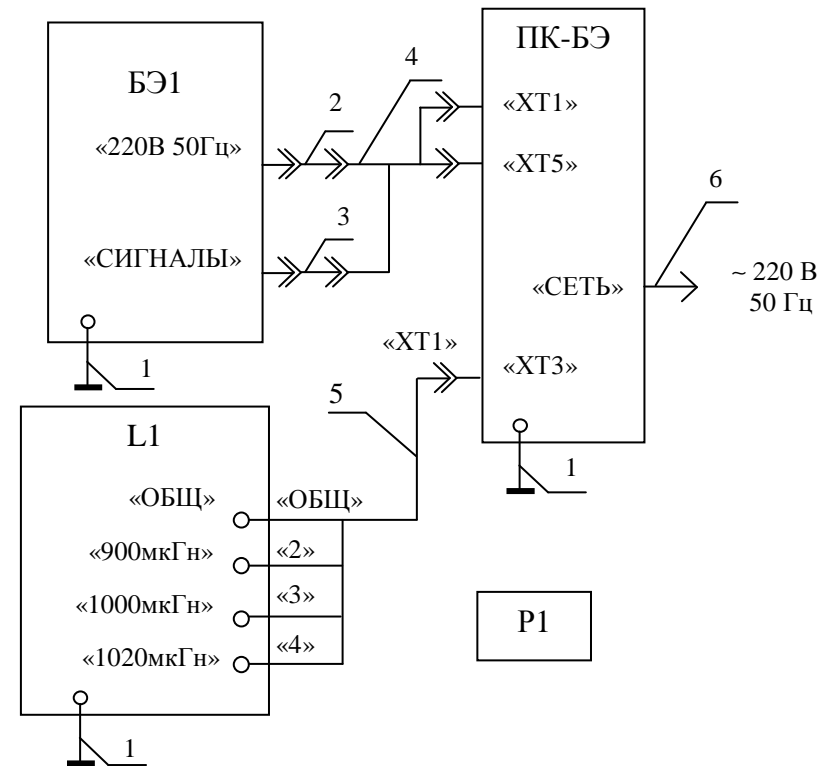 БЭ1
«220В 50Гц»
«СИГНАЛЫ»
1
2
3
4
ПК-БЭ
«ХТ1»
«ХТ5»
«СЕТЬ»
«ХТ3»
1
6
~ 220 В
50 Гц
«ХТ1»
5
L1
«ОБЩ»
«900мкГн»
«1000мкГн»
«1020мкГн»
«ОБЩ»
«2»
«3»
«4»
1
P1